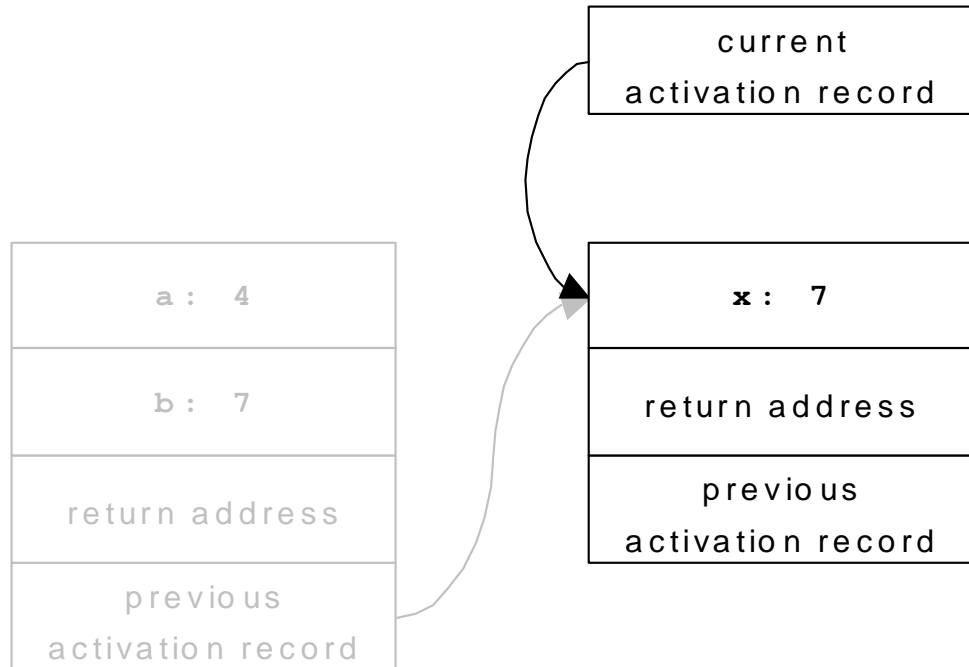 current
activation record
a: 4
b: 7
return address
previous
activation record
x: 7
return address
previous
activation record